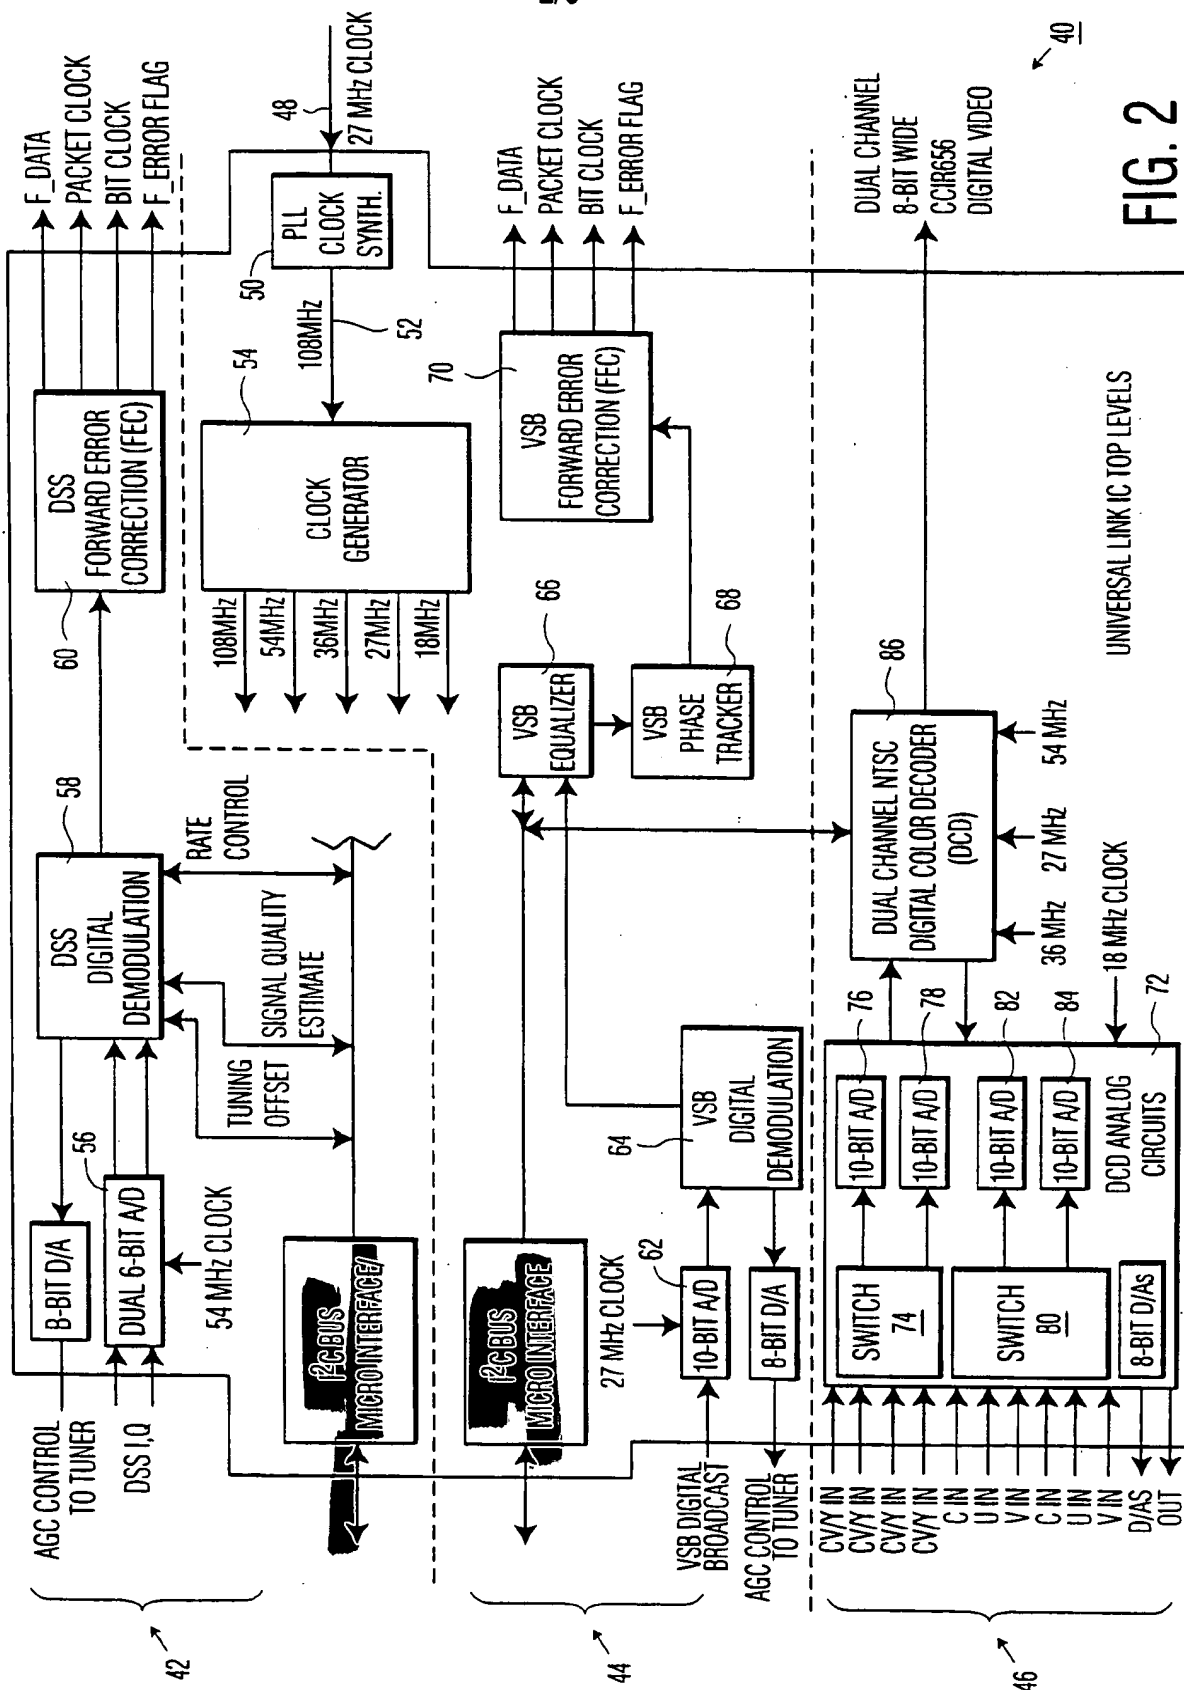 AGC CONTROL
TO TUNER
DSS I,Q
8-BIT D/A
DUAL 6-BIT A/D
56
54 MHz CLOCK
DSS
DIGITAL
DEMODULATION
58
TUNING
OFFSET
SIGNAL QUALITY
ESTIMATE
RATE
CONTROL
DSS
FORWARD ERROR
CORRECTION (FEC)
60
F_DATA
PACKET CLOCK
BIT CLOCK
F_ERROR FLAG
I²C BUS
MICRO INTERFACE/
42
108MHz
54MHz
36MHz
27MHz
18MHz
CLOCK
GENERATOR
54
108MHz
52
PLL
CLOCK
SYNTH.
50
48
27 MHz CLOCK
I²C BUS
MICRO INTERFACE
27 MHz CLOCK
62
VSB DIGITAL
BROADCAST
10-BIT A/D
AGC CONTROL
TO TUNER
8-BIT D/A
64
VSB
DIGITAL
DEMODULATION
VSB
EQUALIZER
66
VSB
PHASE
TRACKER
68
VSB
FORWARD ERROR
CORRECTION (FEC)
70
F_DATA
PACKET CLOCK
BIT CLOCK
F_ERROR FLAG
44
CV/Y IN
CV/Y IN
CV/Y IN
CV/Y IN
C IN
U IN
V IN
C IN
U IN
V IN
D/AS
OUT
SWITCH
74
SWITCH
80
8-BIT D/As
10-BIT A/D
76
10-BIT A/D
78
10-BIT A/D
82
10-BIT A/D
84
DCD ANALOG
CIRCUITS
72
18 MHz CLOCK
DUAL CHANNEL NTSC
DIGITAL COLOR DECODER
(DCD)
86
36 MHz
27 MHz
54 MHz
DUAL CHANNEL
8-BIT WIDE
CCIR656
DIGITAL VIDEO
46
UNIVERSAL LINK IC TOP LEVELS
40
FIG. 2